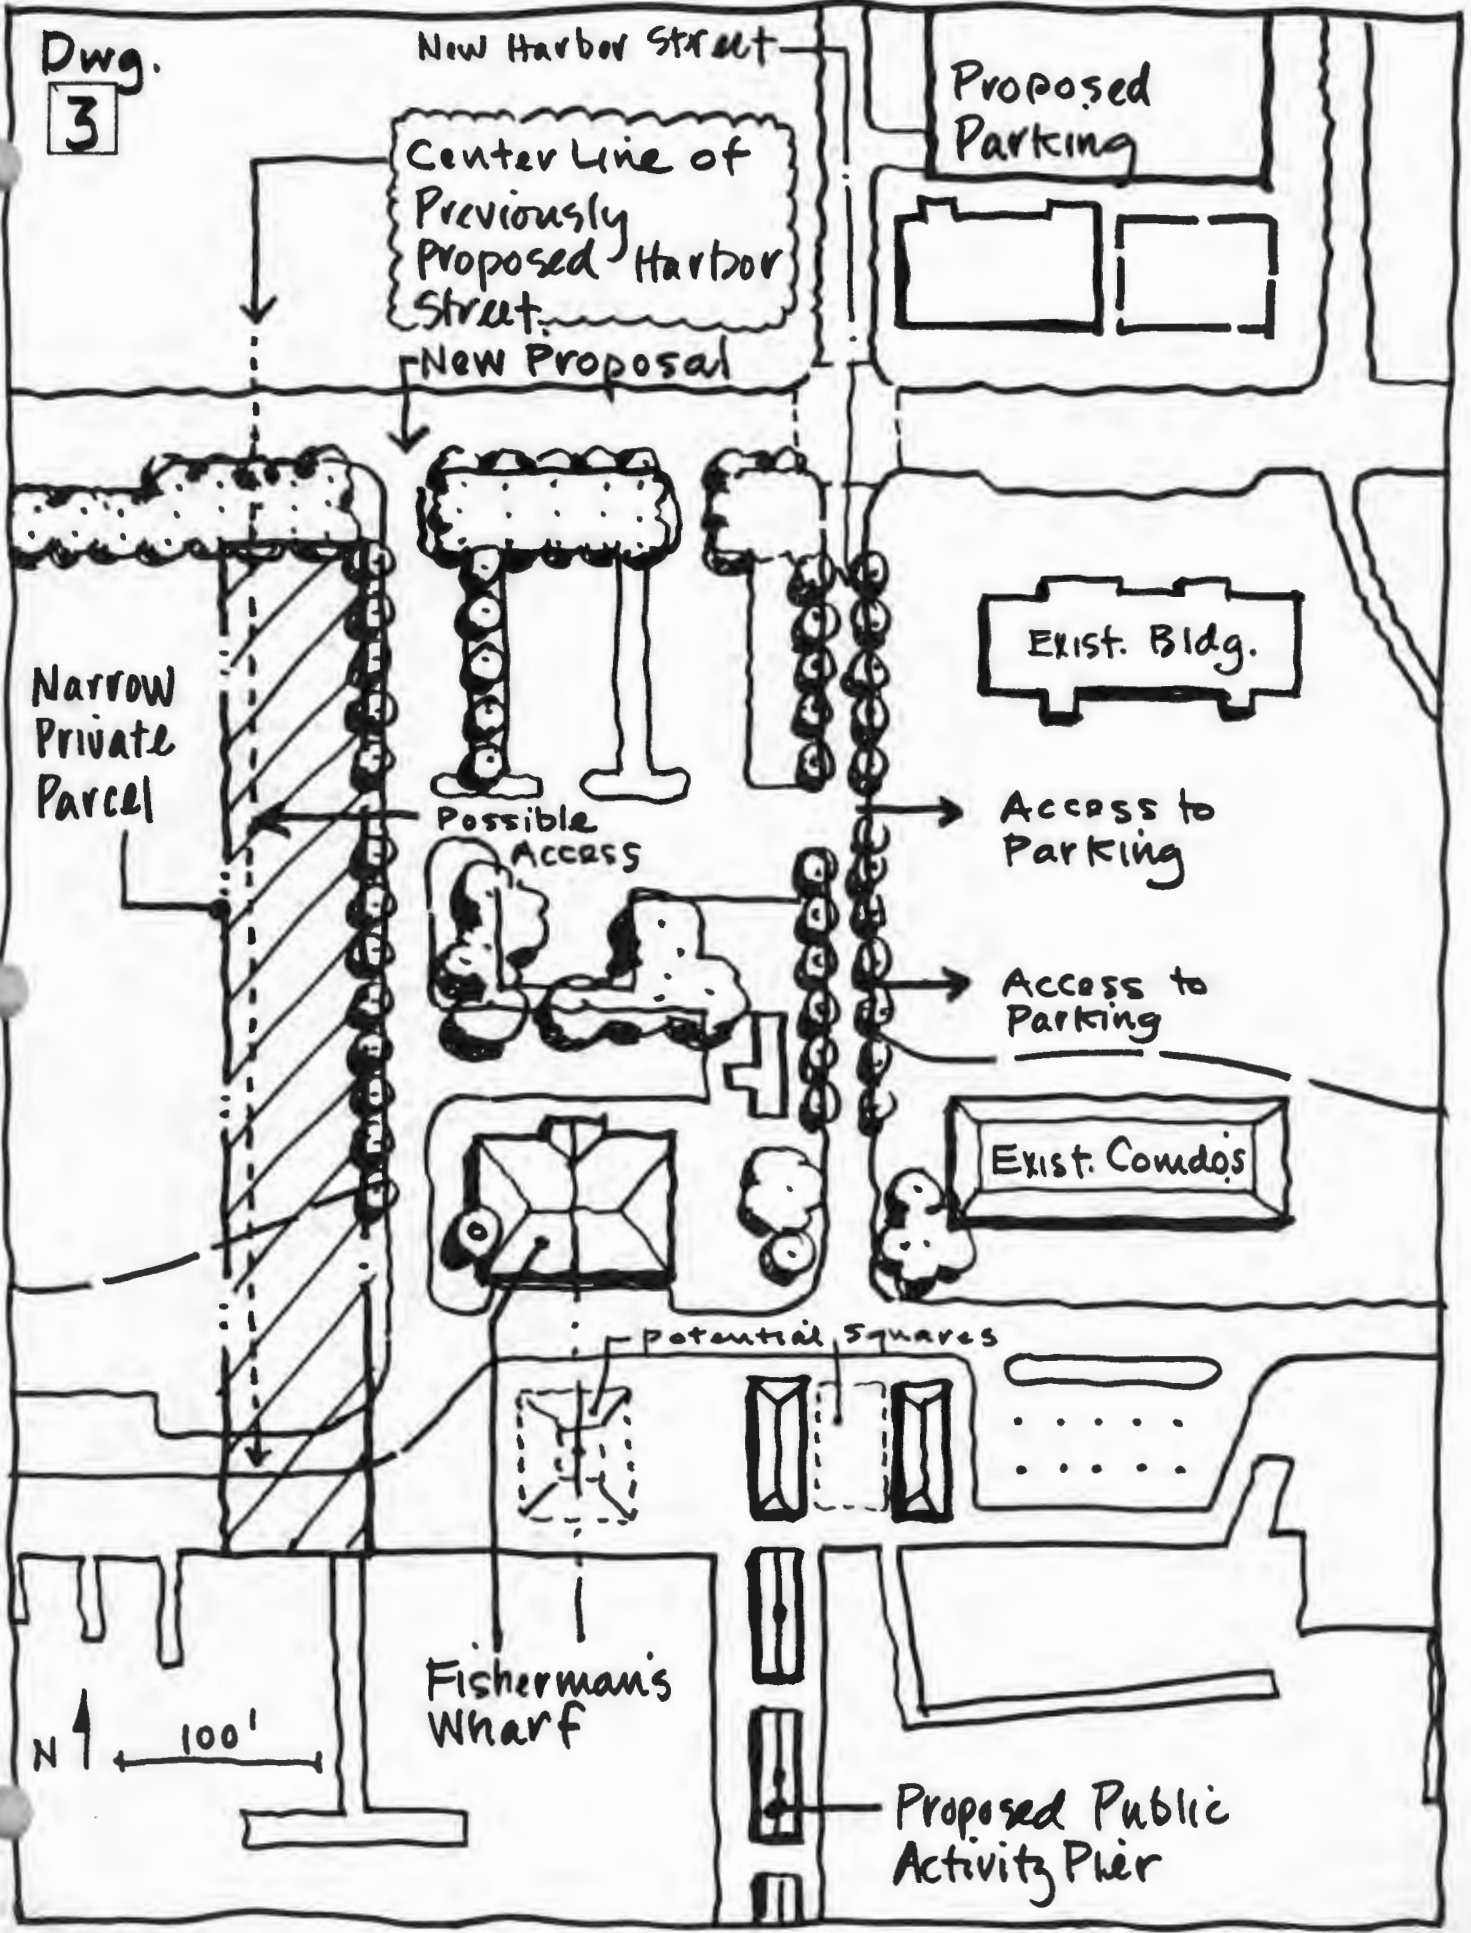 Dwg.
3
New Harbor Street
Proposed
Parking
Center Line of
Previously
Proposed Harbor
Street.
New Proposal
Exist. Bldg.
Narrow
Private
Parcel
Possible
Access
Access to
Parking
Access to
Parking
Exist. Condo's
Potential Squares
Fisherman's
Wharf
N
100'
Proposed Public
Activity Pier